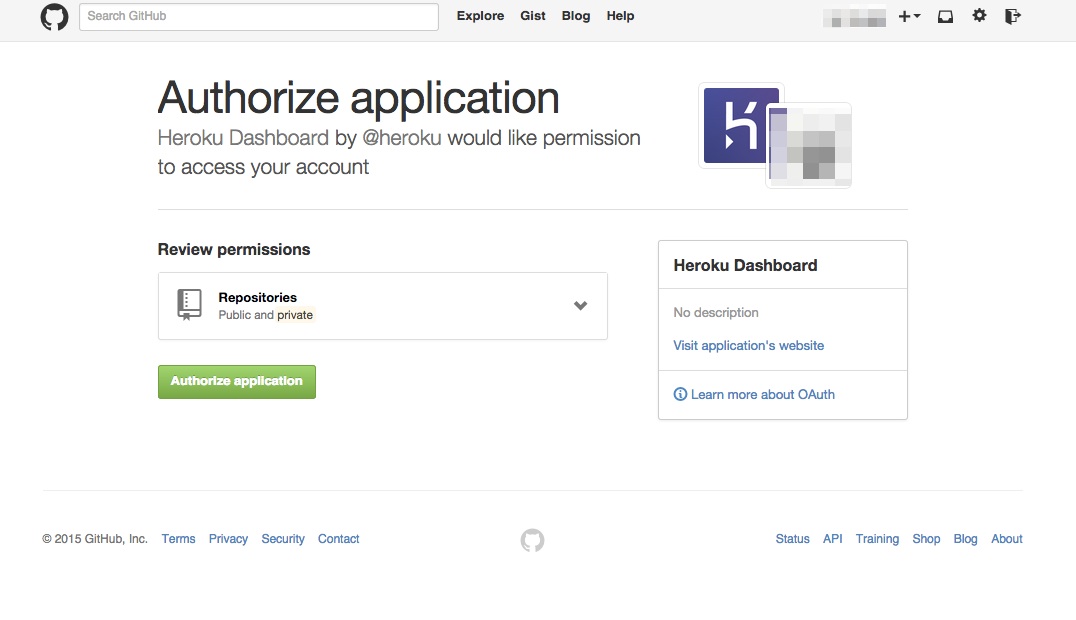 Search GitHub Explore Gist Blog Help
Authorize application
Heroku Dashboard by @heroku would like permission
to access your account
Review permissions
Repositories
Public and private
Authorize application
Heroku Dashboard
No description
Visit application's website
Learn more about OAuth
© 2015 GitHub, Inc. Terms Privacy Security Contact
Status API Training Shop Blog About